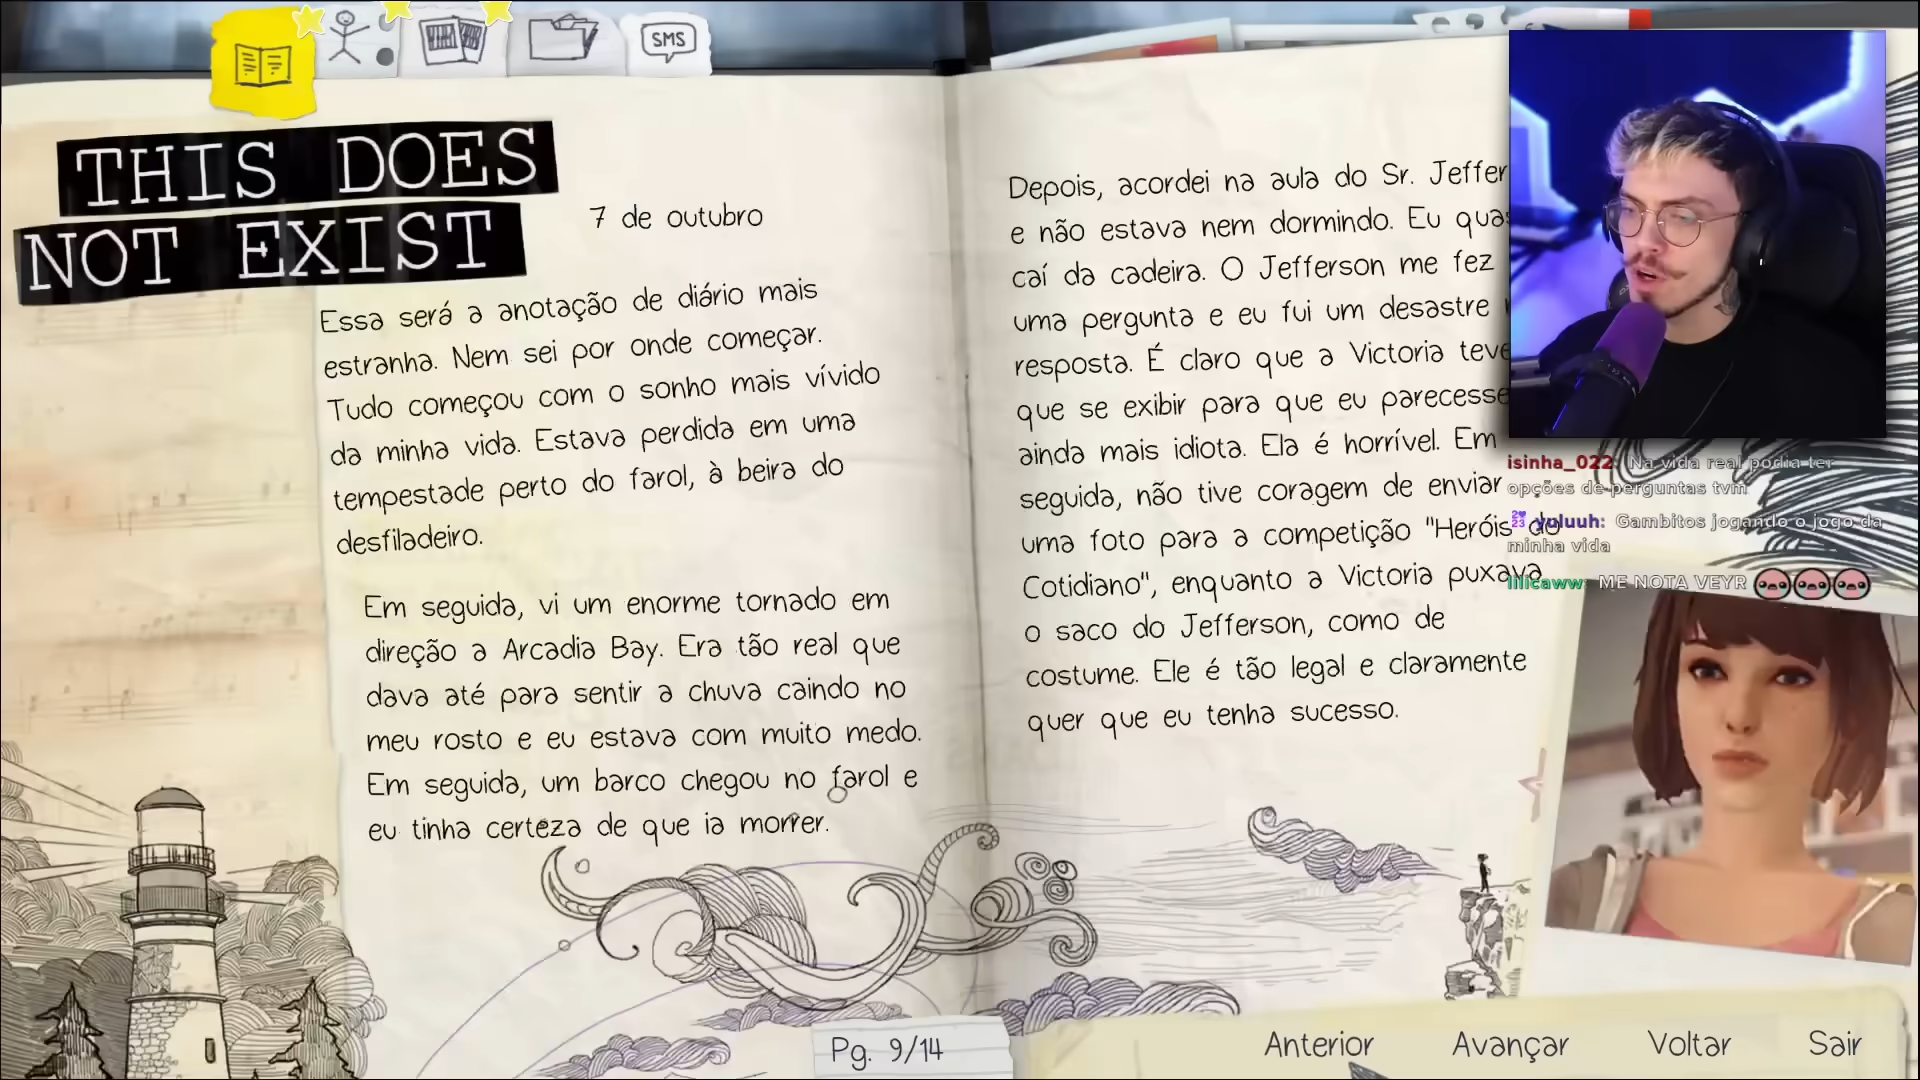 SMS
THIS DOES
NOT EXIST
7 de outubro
Essa será a anotação de diário mais
estranha. Nem sei por onde começar.
Tudo começou com o sonho mais vívido
da minha vida. Estava perdida em uma
tempestade perto do farol, à beira do
desfiladeiro.
Em seguida, vi um enorme tornado em
direção a Arcadia Bay. Era tão real que
dava até para sentir a chuva caindo no
meu rosto e eu estava com muito medo.
Em seguida, um barco chegou no farol e
eu tinha certeza de que ia morrer.
Depois, acordei na aula do Sr. Jeffer
e não estava nem dormindo. Eu qua
caí da cadeira. O Jefferson me fez
uma pergunta e eu fui um desastre
resposta. É claro que a Victoria teve
que se exibir para que eu parecesse
ainda mais idiota. Ela é horrível. Em
seguida, não tive coragem de enviar
uma foto para a competição "Heróis do
Cotidiano", enquanto a Victoria puxava
o saco do Jefferson, como de
costume. Ele é tão legal e claramente
quer que eu tenha sucesso.
isinha_022: Na vida real podia ter
opções de perguntas tvm
yuluuh: Gambitos jogando o jogo da
minha vida
lilicaww: ME NOTA VEYR
Pg. 9/14
Anterior Avançar Voltar Sair